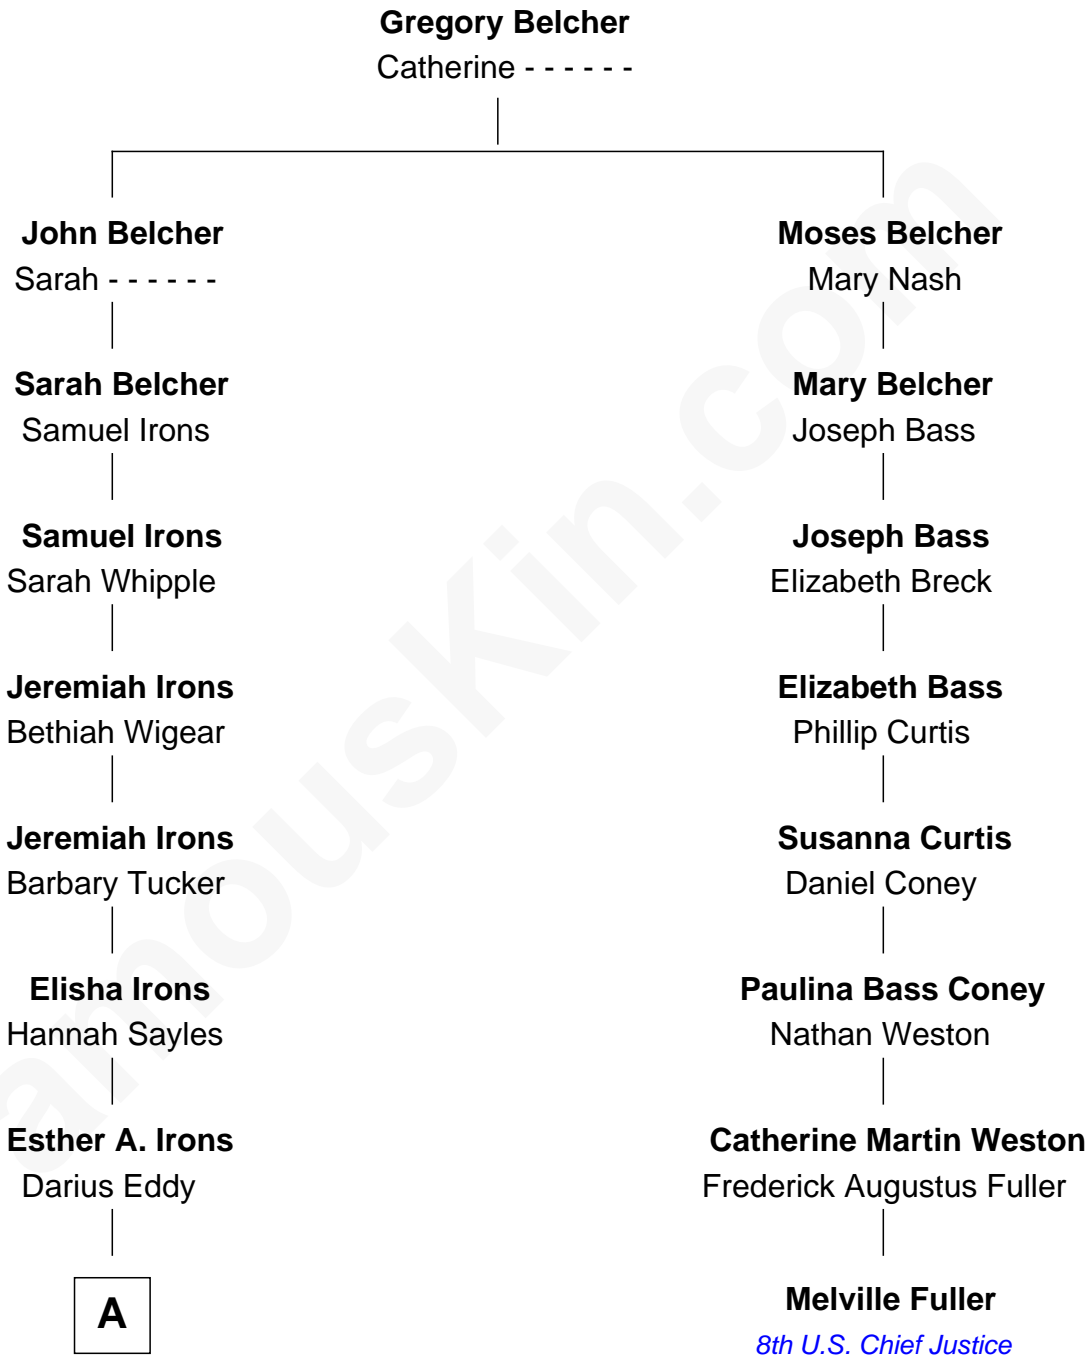 Gregory Belcher
Catherine - - - - - -
John Belcher
Sarah - - - - - -
Moses Belcher
Mary Nash
Sarah Belcher
Samuel Irons
Mary Belcher
Joseph Bass
Samuel Irons
Sarah Whipple
Joseph Bass
Elizabeth Breck
Jeremiah Irons
Bethiah Wigear
Elizabeth Bass
Phillip Curtis
Jeremiah Irons
Barbary Tucker
Susanna Curtis
Daniel Coney
Elisha Irons
Hannah Sayles
Paulina Bass Coney
Nathan Weston
Esther A. Irons
Darius Eddy
Catherine Martin Weston
Frederick Augustus Fuller
A
Melville Fuller
8th U.S. Chief Justice
amouskin.com